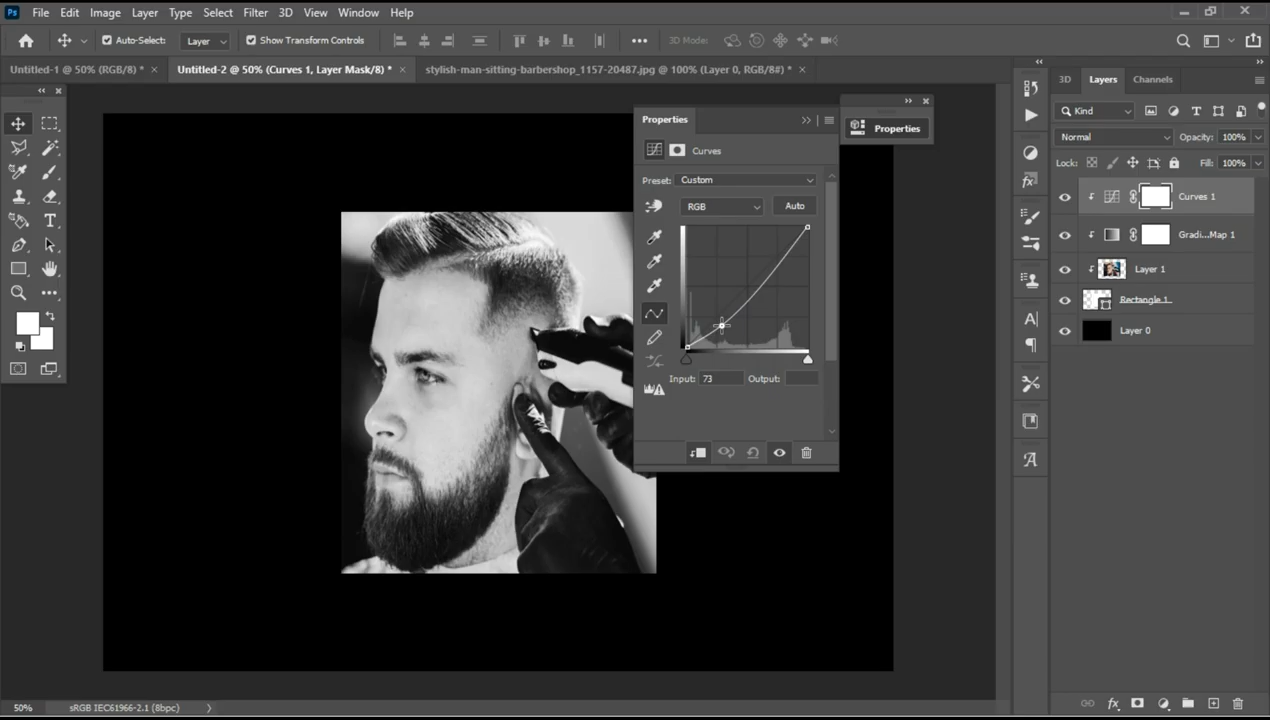 Ps File Edit Image Layer Type Select Filter 3D View Window Help
Auto-Select: Layer Show Transform Controls 3D Mode:
Untitled-1 @ 50% (RGB/8) * × Untitled-2 @ 50% (Curves 1, Layer Mask/8) * × stylish-man-sitting-barbershop_1157-20487.jpg @ 100% (Layer 0, RGB/8#) * ×
Properties
Properties
Curves
Preset: Custom
RGB Auto
Input: 73 Output:
3D Layers Channels
Kind
Normal Opacity: 100%
Lock: Fill: 100%
Curves 1
Gradi...Map 1
Layer 1
Rectangle 1
Layer 0
50% sRGB IEC61966-2.1 (8bpc)